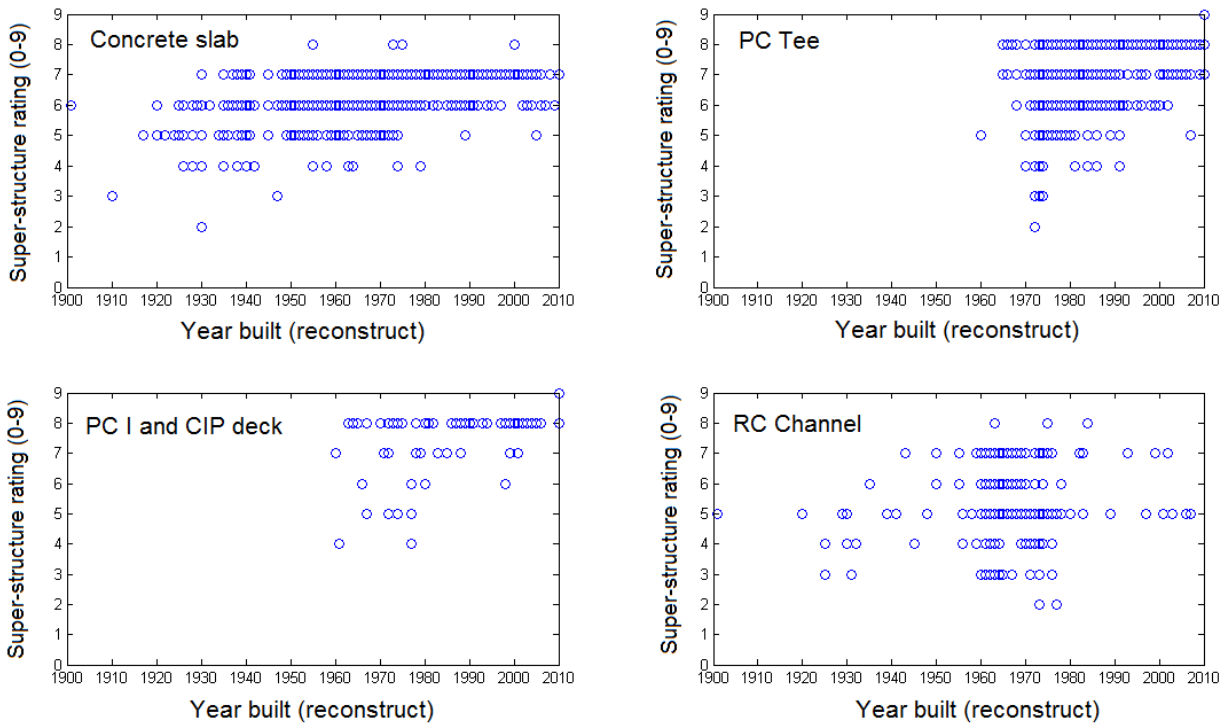 Concrete slab
Super-structure rating (0-9)
9
8
7
6
5
4
3
2
1
0
1900 1910 1920 1930 1940 1950 1960 1970 1980 1990 2000 2010
Year built (reconstruct)
PC Tee
Super-structure rating (0-9)
9
8
7
6
5
4
3
2
1
0
1900 1910 1920 1930 1940 1950 1960 1970 1980 1990 2000 2010
Year built (reconstruct)
PC I and CIP deck
Super-structure rating (0-9)
9
8
7
6
5
4
3
2
1
0
1900 1910 1920 1930 1940 1950 1960 1970 1980 1990 2000 2010
Year built (reconstruct)
RC Channel
Super-structure rating (0-9)
9
8
7
6
5
4
3
2
1
0
1900 1910 1920 1930 1940 1950 1960 1970 1980 1990 2000 2010
Year built (reconstruct)